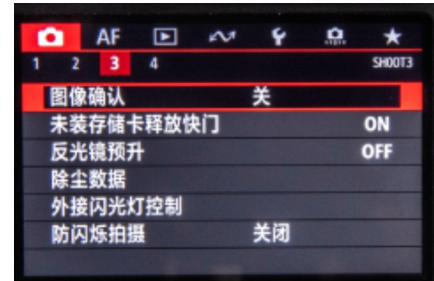 AF
1 2 3 4 SHOOT3
图像确认 关
未装存储卡释放快门 ON
反光镜预升 OFF
除尘数据
外接闪光灯控制
防闪烁拍摄 关闭